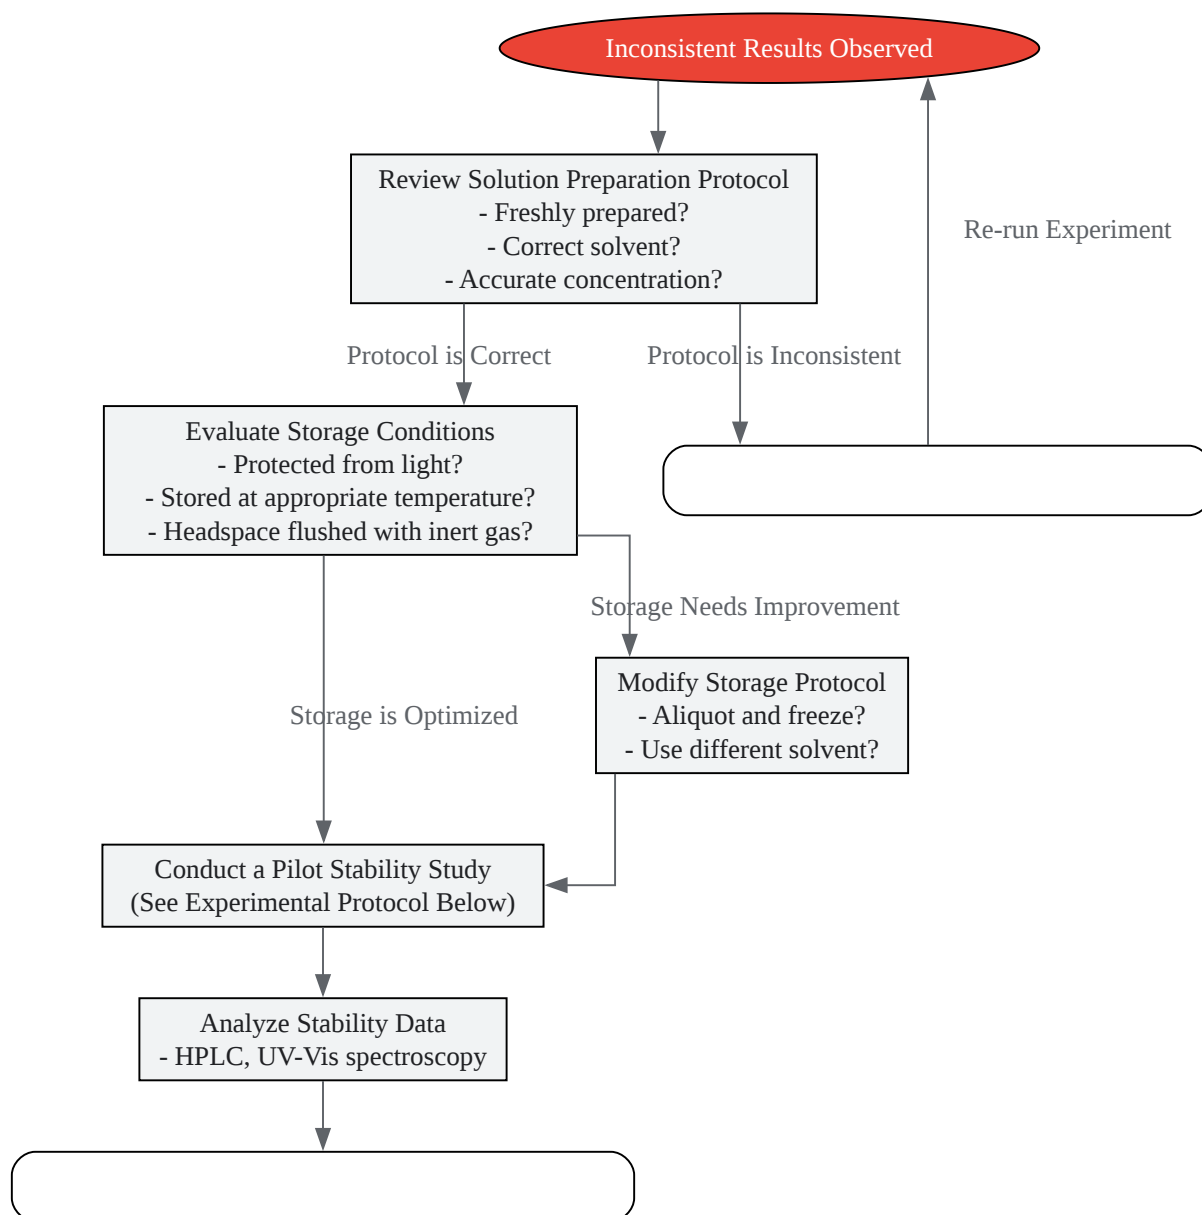 Inconsistent Results Observed
Review Solution Preparation Protocol
- Freshly prepared?
- Correct solvent?
- Accurate concentration?
Re-run Experiment
Protocol is Correct
Protocol is Inconsistent
Evaluate Storage Conditions
- Protected from light?
- Stored at appropriate temperature?
- Headspace flushed with inert gas?
Storage Needs Improvement
Modify Storage Protocol
- Aliquot and freeze?
- Use different solvent?
Storage is Optimized
Conduct a Pilot Stability Study
(See Experimental Protocol Below)
Analyze Stability Data
- HPLC, UV-Vis spectroscopy